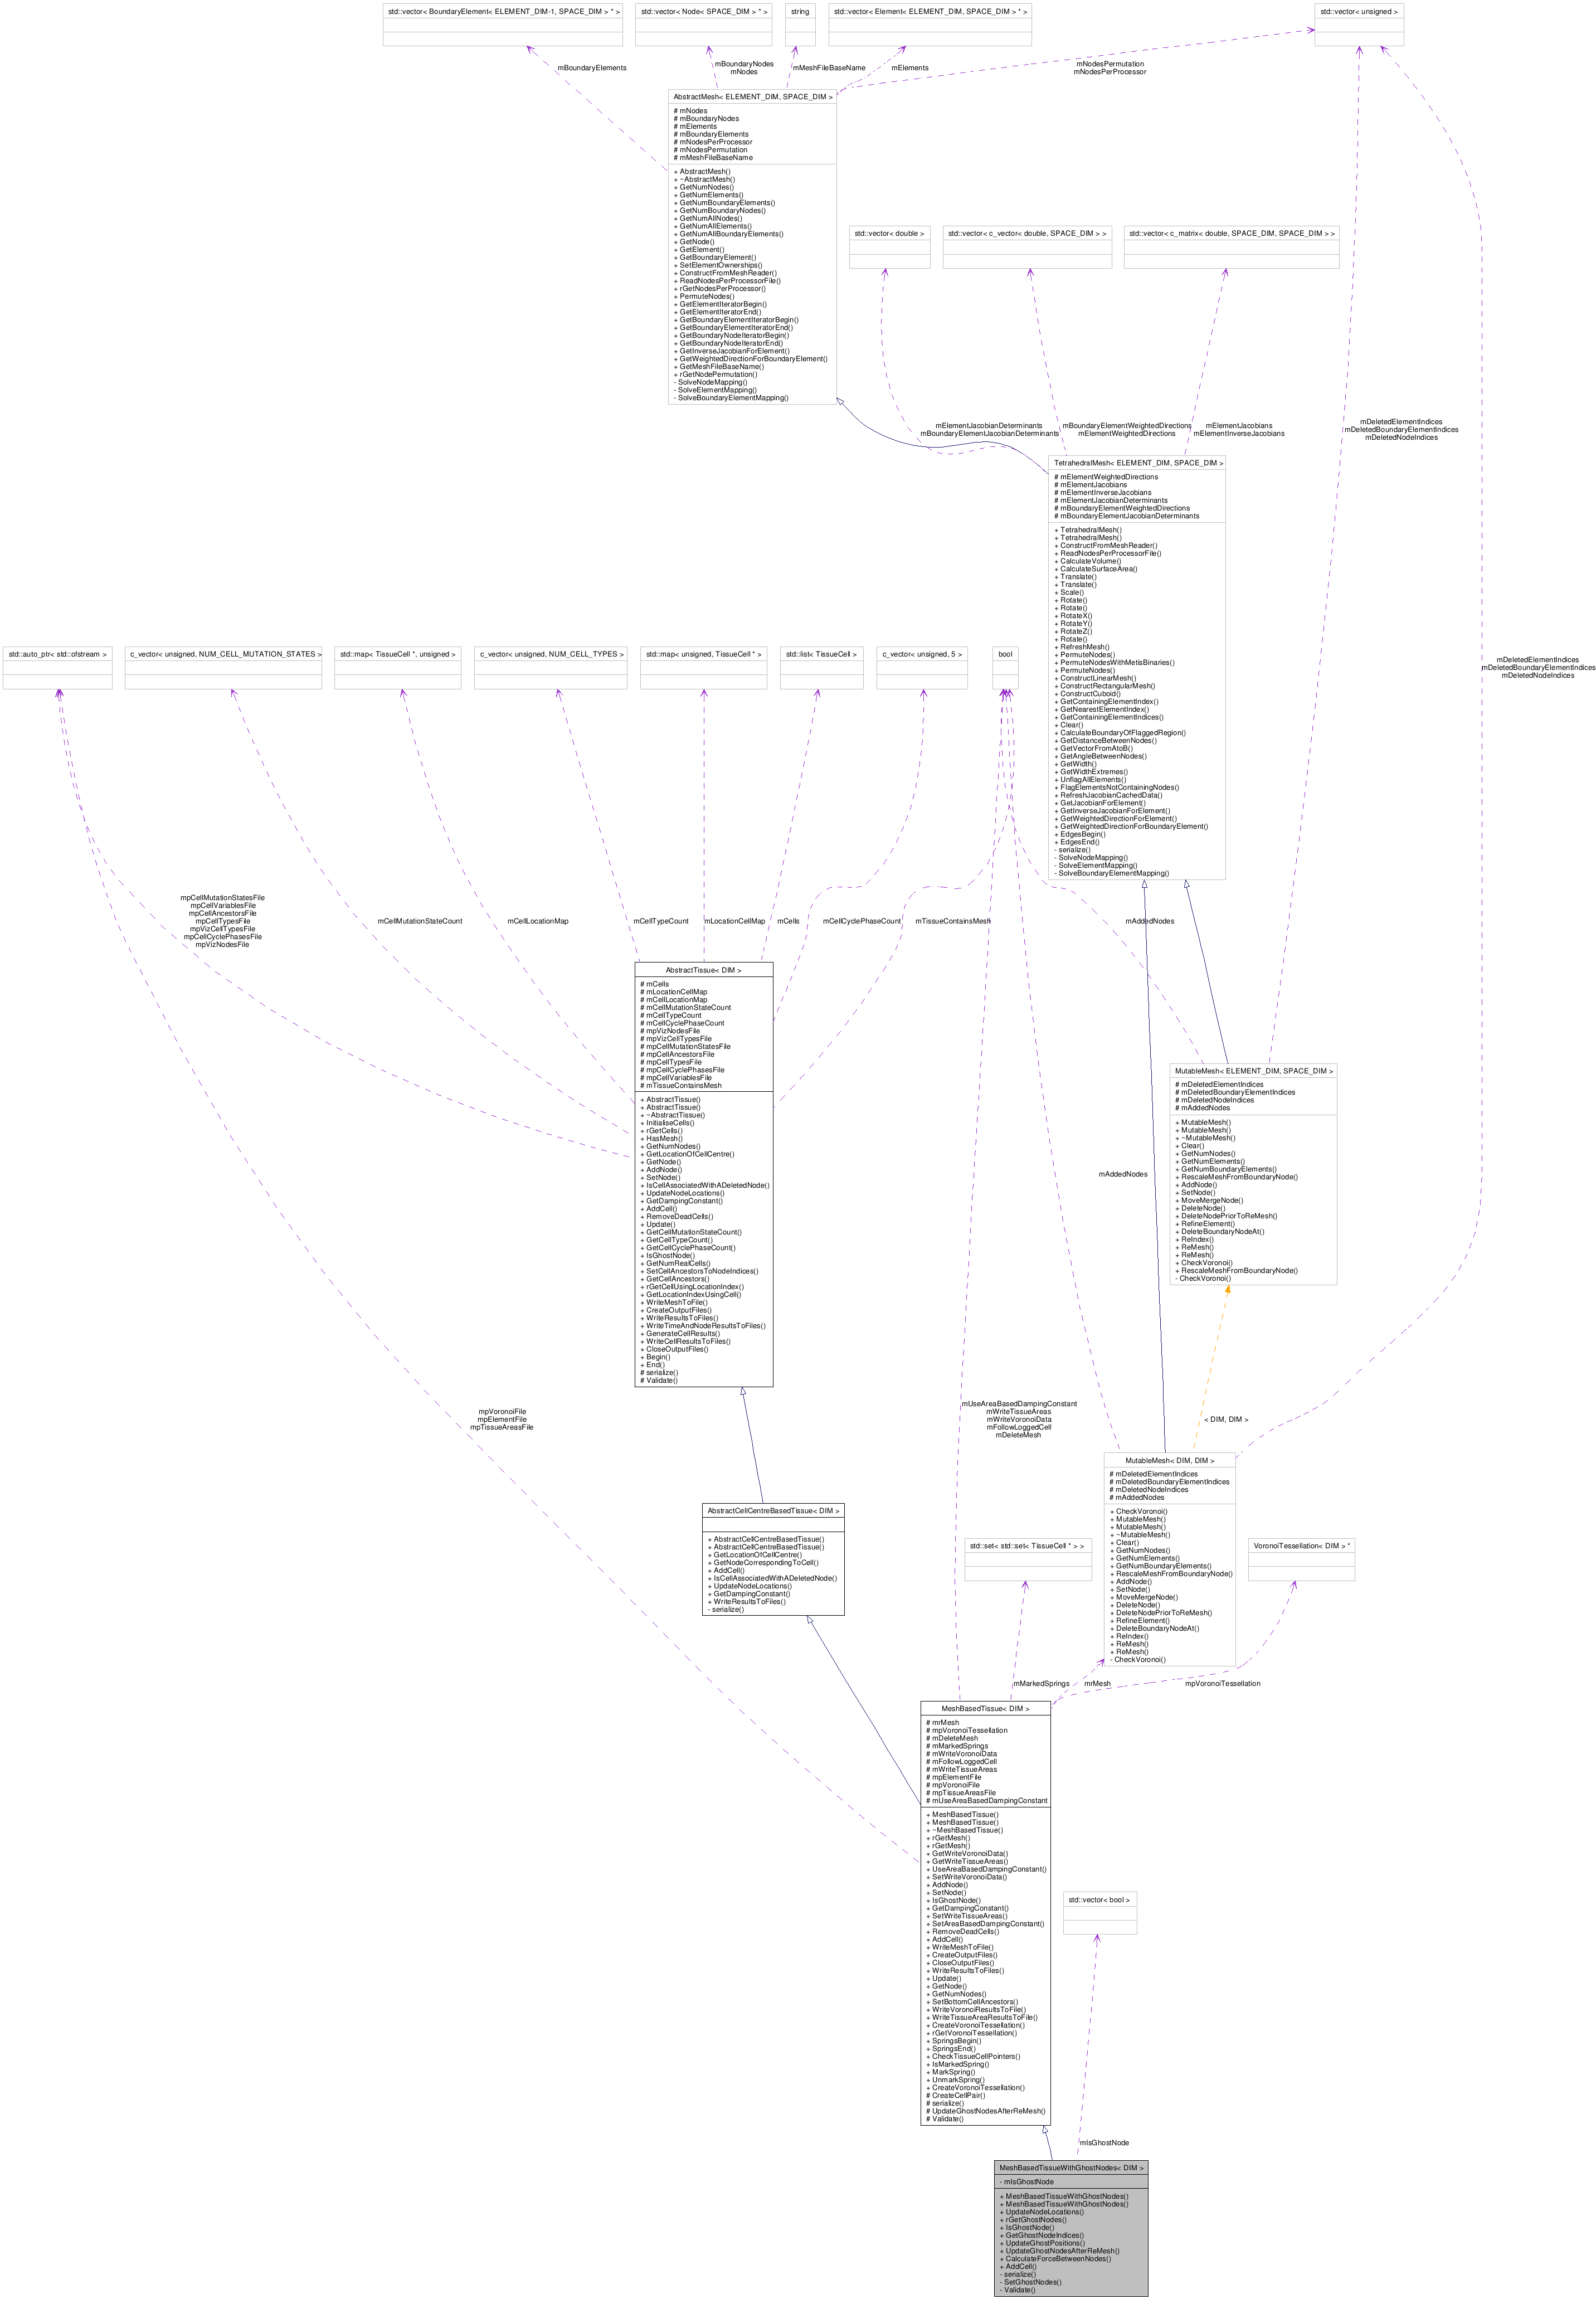 std::vector< BoundaryElement< ELEMENT_DIM-1, SPACE_DIM > * >
std::vector< Node< SPACE_DIM > * >
string
std::vector< Element< ELEMENT_DIM, SPACE_DIM > * >
std::vector< unsigned >
mBoundaryElements
mBoundaryNodes
mNodes
mMeshFileBaseName
mElements
mNodesPermutation
mNodesPerProcessor
AbstractMesh< ELEMENT_DIM, SPACE_DIM >
# mNodes
# mBoundaryNodes
# mElements
# mBoundaryElements
# mNodesPerProcessor
# mNodesPermutation
# mMeshFileBaseName
+ AbstractMesh()
+ ~AbstractMesh()
+ GetNumNodes()
+ GetNumElements()
+ GetNumBoundaryElements()
+ GetNumBoundaryNodes()
+ GetNumAllNodes()
+ GetNumAllElements()
+ GetNumAllBoundaryElements()
+ GetNode()
+ GetElement()
+ GetBoundaryElement()
+ SetElementOwnerships()
+ ConstructFromMeshReader()
+ ReadNodesPerProcessorFile()
+ rGetNodesPerProcessor()
+ PermuteNodes()
+ GetElementIteratorBegin()
+ GetElementIteratorEnd()
+ GetBoundaryElementIteratorBegin()
+ GetBoundaryElementIteratorEnd()
+ GetBoundaryNodeIteratorBegin()
+ GetBoundaryNodeIteratorEnd()
+ GetInverseJacobianForElement()
+ GetWeightedDirectionForBoundaryElement()
+ GetMeshFileBaseName()
+ rGetNodePermutation()
- SolveNodeMapping()
- SolveElementMapping()
- SolveBoundaryElementMapping()
std::vector< double >
std::vector< c_vector< double, SPACE_DIM > >
std::vector< c_matrix< double, SPACE_DIM, SPACE_DIM > >
mElementJacobianDeterminants
mBoundaryElementJacobianDeterminants
mBoundaryElementWeightedDirections
mElementWeightedDirections
mElementJacobians
mElementInverseJacobians
mDeletedElementIndices
mDeletedBoundaryElementIndices
mDeletedNodeIndices
TetrahedralMesh< ELEMENT_DIM, SPACE_DIM >
# mElementWeightedDirections
# mElementJacobians
# mElementInverseJacobians
# mElementJacobianDeterminants
# mBoundaryElementWeightedDirections
# mBoundaryElementJacobianDeterminants
+ TetrahedralMesh()
+ TetrahedralMesh()
+ ConstructFromMeshReader()
+ ReadNodesPerProcessorFile()
+ CalculateVolume()
+ CalculateSurfaceArea()
+ Translate()
+ Translate()
+ Scale()
+ Rotate()
+ Rotate()
+ RotateX()
+ RotateY()
+ RotateZ()
+ Rotate()
+ RefreshMesh()
+ PermuteNodes()
+ PermuteNodesWithMetisBinaries()
+ PermuteNodes()
+ ConstructLinearMesh()
+ ConstructRectangularMesh()
+ ConstructCuboid()
+ GetContainingElementIndex()
+ GetNearestElementIndex()
+ GetContainingElementIndices()
+ Clear()
+ CalculateBoundaryOfFlaggedRegion()
+ GetDistanceBetweenNodes()
+ GetVectorFromAtoB()
+ GetAngleBetweenNodes()
+ GetWidth()
+ GetWidthExtremes()
+ UnflagAllElements()
+ FlagElementsNotContainingNodes()
+ RefreshJacobianCachedData()
+ GetJacobianForElement()
+ GetInverseJacobianForElement()
+ GetWeightedDirectionForElement()
+ GetWeightedDirectionForBoundaryElement()
+ EdgesBegin()
+ EdgesEnd()
- serialize()
- SolveNodeMapping()
- SolveElementMapping()
- SolveBoundaryElementMapping()
std::auto_ptr< std::ofstream >
c_vector< unsigned, NUM_CELL_MUTATION_STATES >
std::map< TissueCell *, unsigned >
c_vector< unsigned, NUM_CELL_TYPES >
std::map< unsigned, TissueCell * >
std::list< TissueCell >
c_vector< unsigned, 5 >
bool
mDeletedElementIndices
mDeletedBoundaryElementIndices
mDeletedNodeIndices
mpCellMutationStatesFile
mpCellVariablesFile
mpCellAncestorsFile
mpCellTypesFile
mpVizCellTypesFile
mpCellCyclePhasesFile
mpVizNodesFile
mCellMutationStateCount
mCellLocationMap
mCellTypeCount
mLocationCellMap
mCells
mCellCyclePhaseCount
mTissueContainsMesh
mAddedNodes
AbstractTissue< DIM >
# mCells
# mLocationCellMap
# mCellLocationMap
# mCellMutationStateCount
# mCellTypeCount
# mCellCyclePhaseCount
# mpVizNodesFile
# mpVizCellTypesFile
# mpCellMutationStatesFile
# mpCellAncestorsFile
# mpCellTypesFile
# mpCellCyclePhasesFile
# mpCellVariablesFile
# mTissueContainsMesh
+ AbstractTissue()
+ AbstractTissue()
+ ~AbstractTissue()
+ InitialiseCells()
+ rGetCells()
+ HasMesh()
+ GetNumNodes()
+ GetLocationOfCellCentre()
+ GetNode()
+ AddNode()
+ SetNode()
+ IsCellAssociatedWithADeletedNode()
+ UpdateNodeLocations()
+ GetDampingConstant()
+ AddCell()
+ RemoveDeadCells()
+ Update()
+ GetCellMutationStateCount()
+ GetCellTypeCount()
+ GetCellCyclePhaseCount()
+ IsGhostNode()
+ GetNumRealCells()
+ SetCellAncestorsToNodeIndices()
+ GetCellAncestors()
+ rGetCellUsingLocationIndex()
+ GetLocationIndexUsingCell()
+ WriteMeshToFile()
+ CreateOutputFiles()
+ WriteResultsToFiles()
+ WriteTimeAndNodeResultsToFiles()
+ GenerateCellResults()
+ WriteCellResultsToFiles()
+ CloseOutputFiles()
+ Begin()
+ End()
# serialize()
# Validate()
MutableMesh< ELEMENT_DIM, SPACE_DIM >
# mDeletedElementIndices
# mDeletedBoundaryElementIndices
# mDeletedNodeIndices
# mAddedNodes
+ MutableMesh()
+ MutableMesh()
+ ~MutableMesh()
+ Clear()
+ GetNumNodes()
+ GetNumElements()
+ GetNumBoundaryElements()
+ RescaleMeshFromBoundaryNode()
+ AddNode()
+ SetNode()
+ MoveMergeNode()
+ DeleteNode()
+ DeleteNodePriorToReMesh()
+ RefineElement()
+ DeleteBoundaryNodeAt()
+ ReIndex()
+ ReMesh()
+ ReMesh()
+ CheckVoronoi()
+ RescaleMeshFromBoundaryNode()
- CheckVoronoi()
mAddedNodes
mpVoronoiFile
mpElementFile
mpTissueAreasFile
mUseAreaBasedDampingConstant
mWriteTissueAreas
mWriteVoronoiData
mFollowLoggedCell
mDeleteMesh
< DIM, DIM >
MutableMesh< DIM, DIM >
# mDeletedElementIndices
# mDeletedBoundaryElementIndices
# mDeletedNodeIndices
# mAddedNodes
+ CheckVoronoi()
+ MutableMesh()
+ MutableMesh()
+ ~MutableMesh()
+ Clear()
+ GetNumNodes()
+ GetNumElements()
+ GetNumBoundaryElements()
+ RescaleMeshFromBoundaryNode()
+ AddNode()
+ SetNode()
+ MoveMergeNode()
+ DeleteNode()
+ DeleteNodePriorToReMesh()
+ RefineElement()
+ DeleteBoundaryNodeAt()
+ ReIndex()
+ ReMesh()
+ ReMesh()
- CheckVoronoi()
AbstractCellCentreBasedTissue< DIM >
+ AbstractCellCentreBasedTissue()
+ AbstractCellCentreBasedTissue()
+ GetLocationOfCellCentre()
+ GetNodeCorrespondingToCell()
+ AddCell()
+ IsCellAssociatedWithADeletedNode()
+ UpdateNodeLocations()
+ GetDampingConstant()
+ WriteResultsToFiles()
- serialize()
std::set< std::set< TissueCell * > >
VoronoiTessellation< DIM > *
mMarkedSprings
mrMesh
mpVoronoiTessellation
MeshBasedTissue< DIM >
# mrMesh
# mpVoronoiTessellation
# mDeleteMesh
# mMarkedSprings
# mWriteVoronoiData
# mFollowLoggedCell
# mWriteTissueAreas
# mpElementFile
# mpVoronoiFile
# mpTissueAreasFile
# mUseAreaBasedDampingConstant
+ MeshBasedTissue()
+ MeshBasedTissue()
+ ~MeshBasedTissue()
+ rGetMesh()
+ rGetMesh()
+ GetWriteVoronoiData()
+ GetWriteTissueAreas()
+ UseAreaBasedDampingConstant()
+ SetWriteVoronoiData()
+ AddNode()
+ SetNode()
+ IsGhostNode()
+ GetDampingConstant()
+ SetWriteTissueAreas()
+ SetAreaBasedDampingConstant()
+ RemoveDeadCells()
+ AddCell()
+ WriteMeshToFile()
+ CreateOutputFiles()
+ CloseOutputFiles()
+ WriteResultsToFiles()
+ Update()
+ GetNode()
+ GetNumNodes()
+ SetBottomCellAncestors()
+ WriteVoronoiResultsToFile()
+ WriteTissueAreaResultsToFile()
+ CreateVoronoiTessellation()
+ rGetVoronoiTessellation()
+ SpringsBegin()
+ SpringsEnd()
+ CheckTissueCellPointers()
+ IsMarkedSpring()
+ MarkSpring()
+ UnmarkSpring()
+ CreateVoronoiTessellation()
# CreateCellPair()
# serialize()
# UpdateGhostNodesAfterReMesh()
# Validate()
std::vector< bool >
mIsGhostNode
MeshBasedTissueWithGhostNodes< DIM >
- mIsGhostNode
+ MeshBasedTissueWithGhostNodes()
+ MeshBasedTissueWithGhostNodes()
+ UpdateNodeLocations()
+ rGetGhostNodes()
+ IsGhostNode()
+ GetGhostNodeIndices()
+ UpdateGhostPositions()
+ UpdateGhostNodesAfterReMesh()
+ CalculateForceBetweenNodes()
+ AddCell()
- serialize()
- SetGhostNodes()
- Validate()